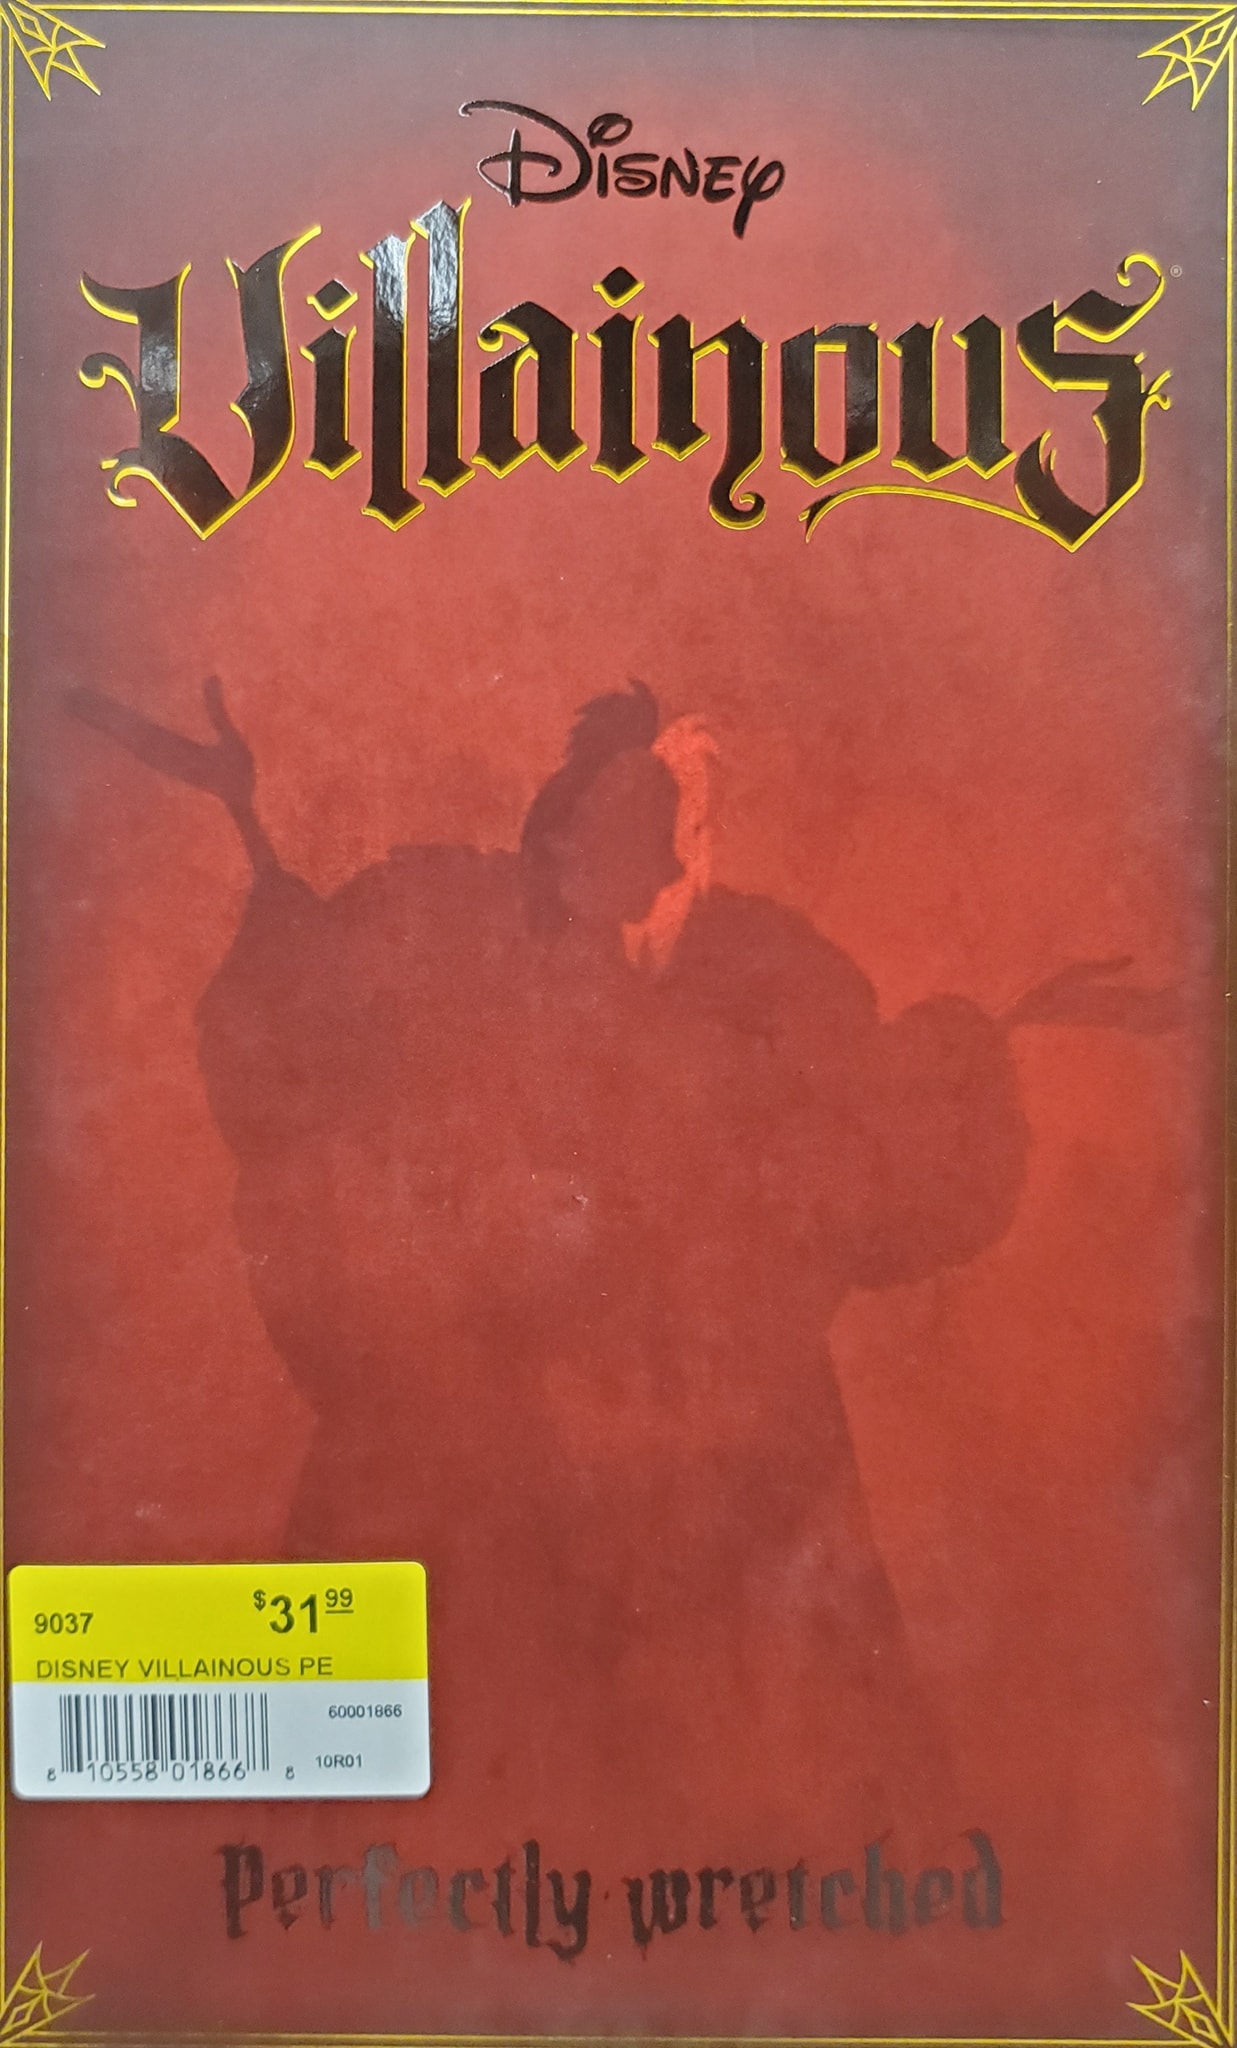 Disney
Villainous®
9037 $31 99
DISNEY VILLAINOUS PE
60001866
10R01
8 10558 01866 8
Perfectly wretched